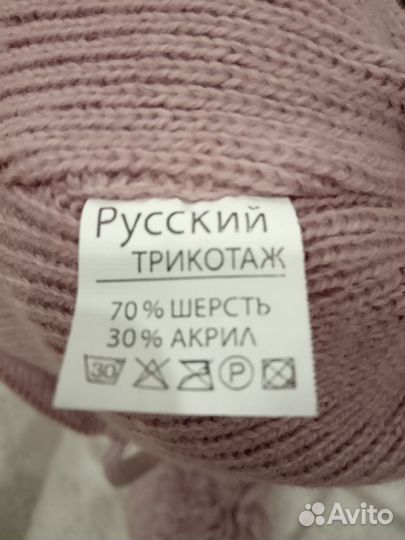 Русский
ТРИКОТАЖ
70% ШЕРСТЬ
30% АКРИЛ
30 P
Avito